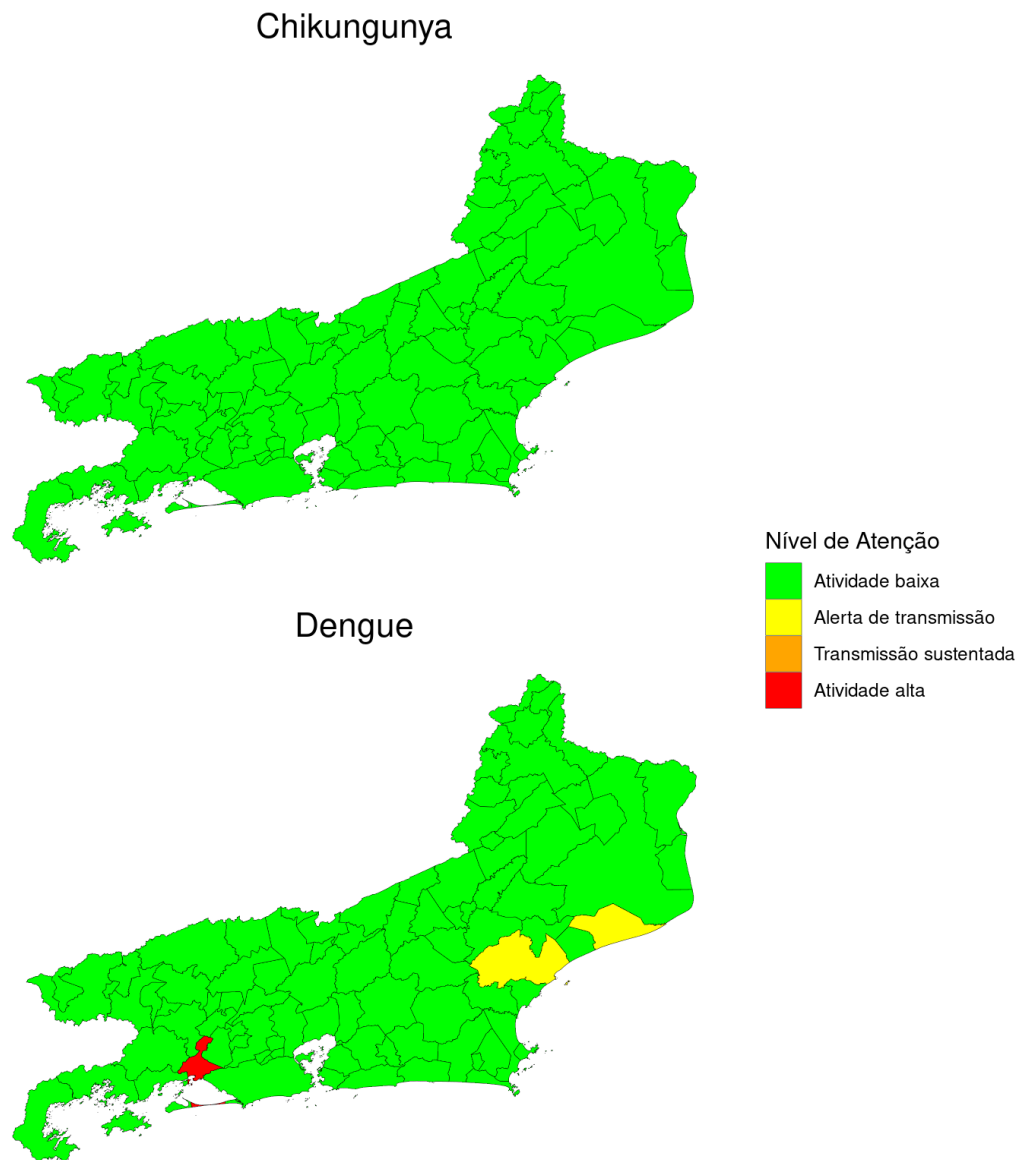 Chikungunya
Nível de Atenção
Atividade baixa
Alerta de transmissão
Transmissão sustentada
Atividade alta
Dengue